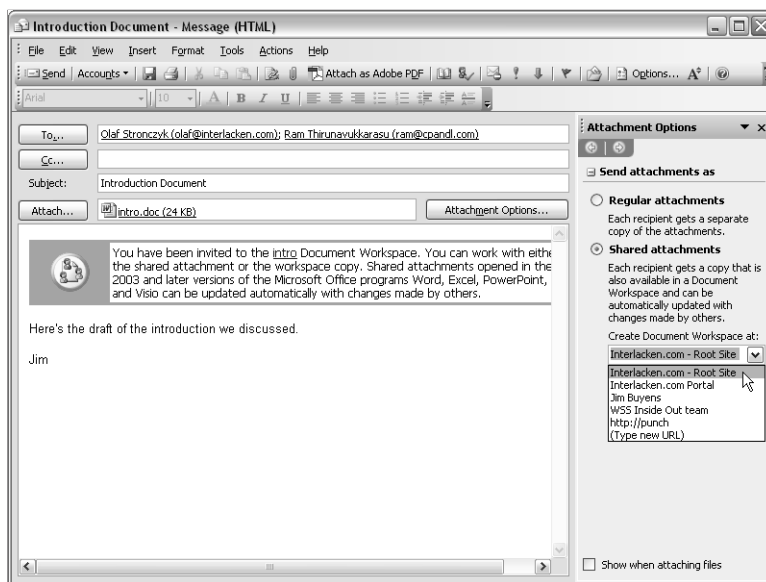 Introduction Document - Message (HTML)
File Edit View Insert Format Tools Actions Help
Send Accounts Attach as Adobe PDF Options...
Arial 10 A B I U
To... Olaf Stronczyk (olaf@interlacken.com); Ram Thirunavukkarasu (ram@cpandl.com)
Cc...
Subject: Introduction Document
Attach... intro.doc (24 KB) Attachment Options...
You have been invited to the intro Document Workspace. You can work with eithe
the shared attachment or the workspace copy. Shared attachments opened in the
2003 and later versions of the Microsoft Office programs Word, Excel, PowerPoint,
and Visio can be updated automatically with changes made by others.
Here's the draft of the introduction we discussed.
Jim
Attachment Options
Send attachments as
Regular attachments
Each recipient gets a separate
copy of the attachments.
Shared attachments
Each recipient gets a copy that is
also available in a Document
Workspace and can be
automatically updated with
changes made by others.
Create Document Workspace at:
Interlacken.com - Root Site
Interlacken.com - Root Site
Interlacken.com Portal
Jim Buyens
WSS Inside Out team
http://punch
(Type new URL)
Show when attaching files